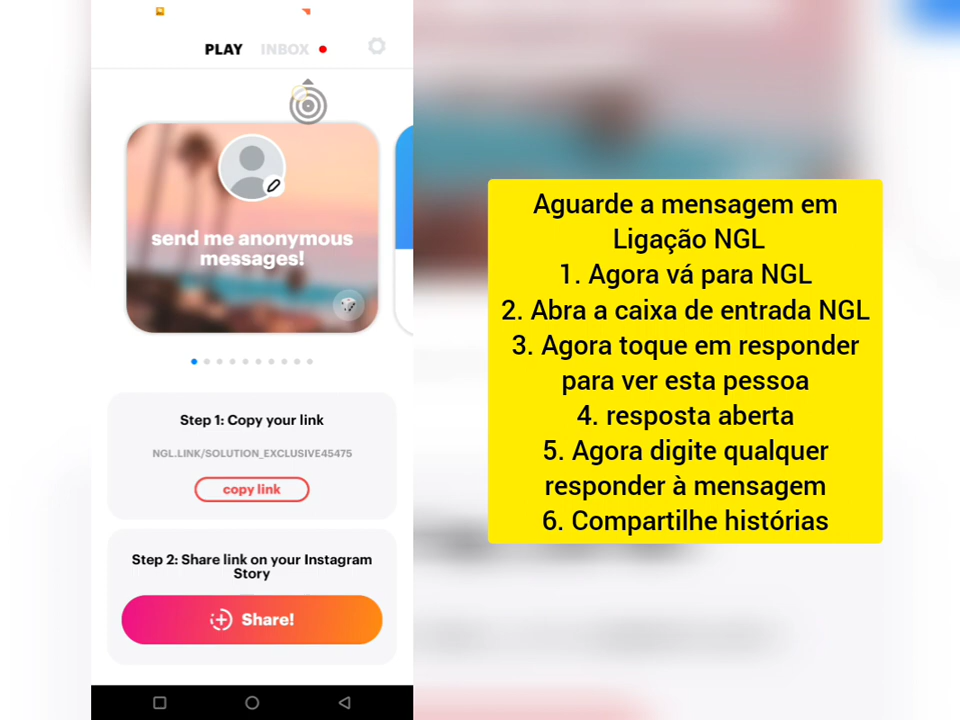 PLAY INBOX
send me anonymous
messages!
Step 1: Copy your link
NGL.LINK/SOLUTION_EXCLUSIVE45475
copy link
Step 2: Share link on your Instagram
Story
Share!
Aguarde a mensagem em
Ligação NGL
1. Agora vá para NGL
2. Abra a caixa de entrada NGL
3. Agora toque em responder
para ver esta pessoa
4. resposta aberta
5. Agora digite qualquer
responder à mensagem
6. Compartilhe histórias